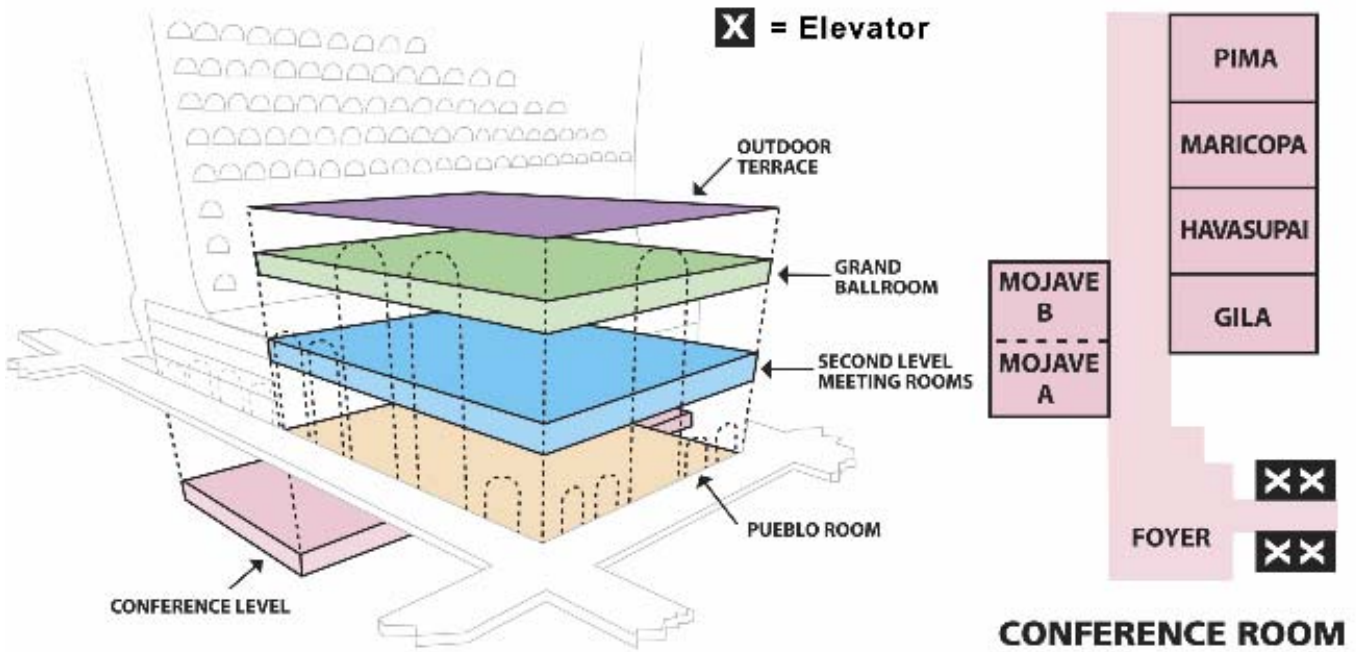 X = Elevator
OUTDOOR
TERRACE
GRAND
BALLROOM
SECOND LEVEL
MEETING ROOMS
PUEBLO ROOM
CONFERENCE LEVEL
PIMA
MARICOPA
HAVASUPAI
GILA
MOJAVE
B
MOJAVE
A
X X
FOYER
X X
CONFERENCE ROOM